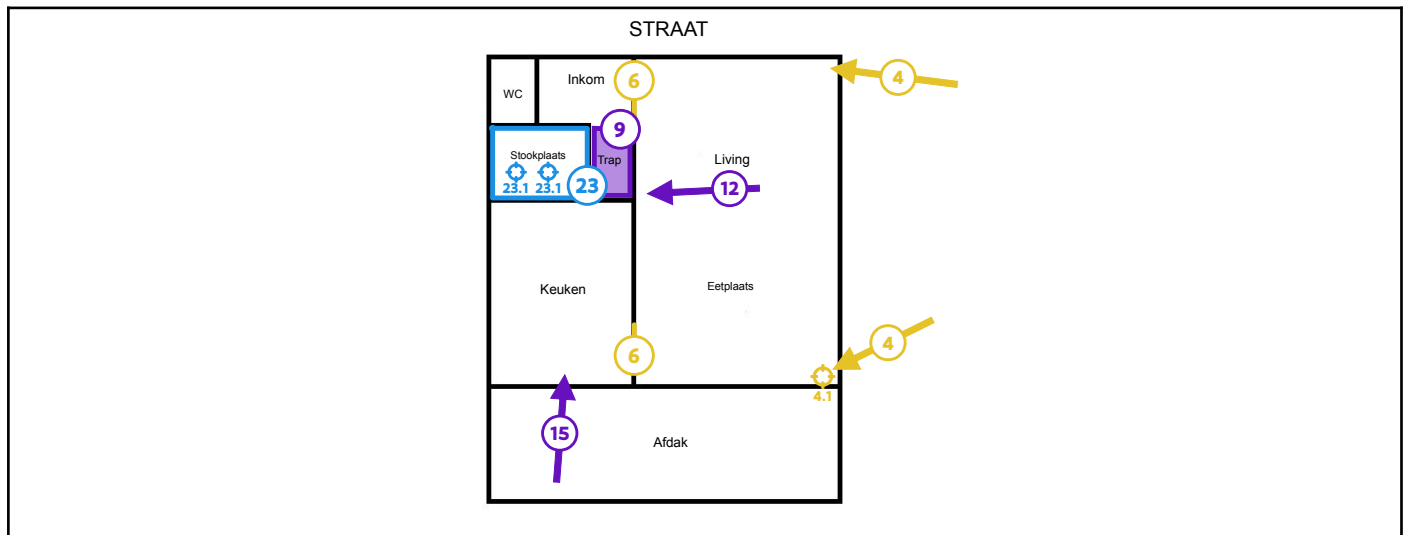 STRAAT
Inkom
6
4
WC
9
Stookplaats
Trap
Living
23.1 23.1
23
12
Keuken
Eetplaats
6
4
4.1
15
Afdak